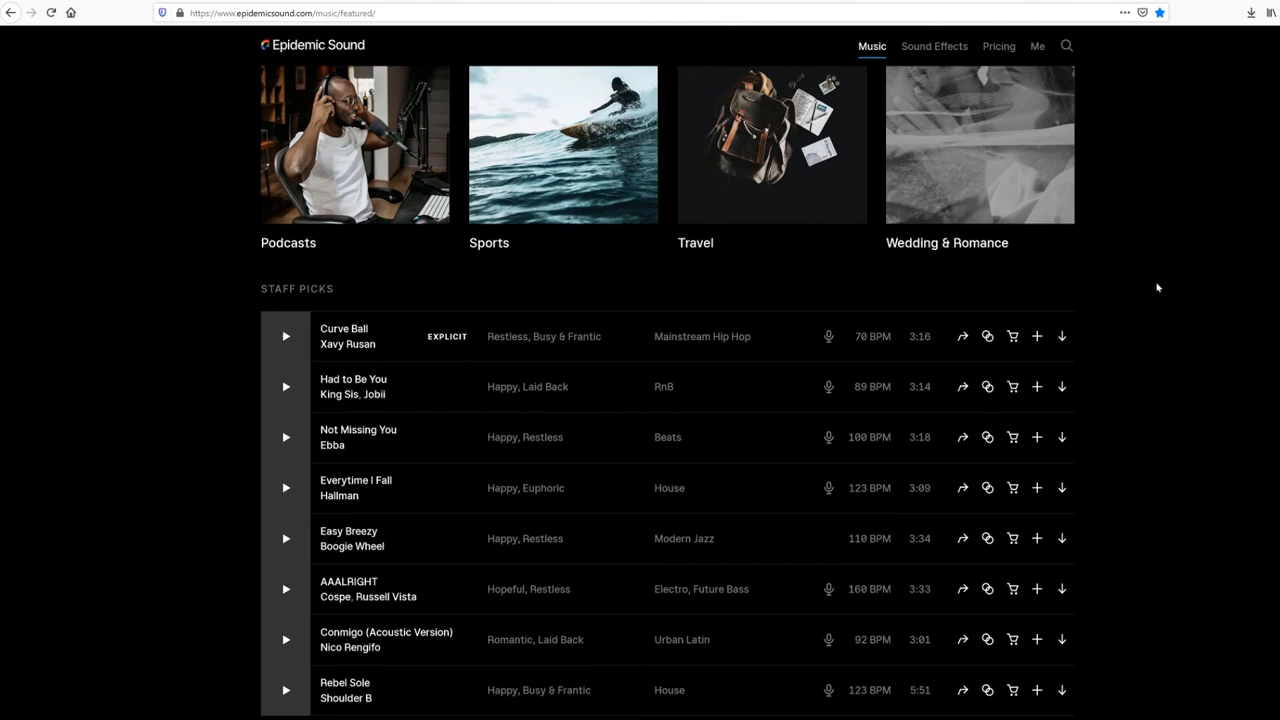 https://www.epidemicsound.com/music/featured/
Epidemic Sound
Music Sound Effects Pricing Me
Podcasts Sports Travel Wedding & Romance
STAFF PICKS
Curve Ball
Xavy Rusan
EXPLICIT Restless, Busy & Frantic Mainstream Hip Hop 70 BPM 3:16
Had to Be You
King Sis, Jobii
Happy, Laid Back RnB 89 BPM 3:14
Not Missing You
Ebba
Happy, Restless Beats 100 BPM 3:18
Everytime I Fall
Hallman
Happy, Euphoric House 123 BPM 3:09
Easy Breezy
Boogie Wheel
Happy, Restless Modern Jazz 110 BPM 3:34
AAALRIGHT
Cospe, Russell Vista
Hopeful, Restless Electro, Future Bass 160 BPM 3:33
Conmigo (Acoustic Version)
Nico Rengifo
Romantic, Laid Back Urban Latin 92 BPM 3:01
Rebel Sole
Shoulder B
Happy, Busy & Frantic House 123 BPM 5:51